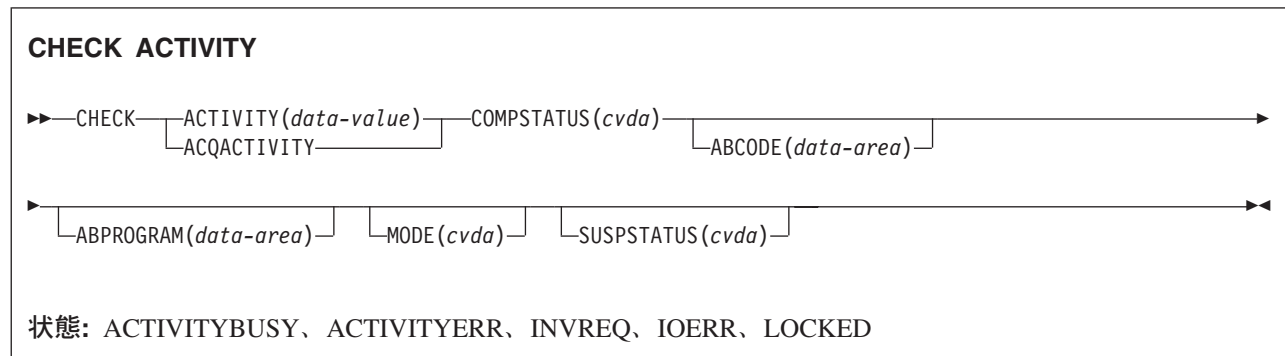 CHECK ACTIVITY
CHECK ACTIVITY(data-value) COMPSTATUS(cvda)
ACQACTIVITY ABCODE(data-area)
ABPROGRAM(data-area) MODE(cvda) SUSPSTATUS(cvda)
状態: ACTIVITYBUSY、ACTIVITYERR、INVREQ、IOERR、LOCKED